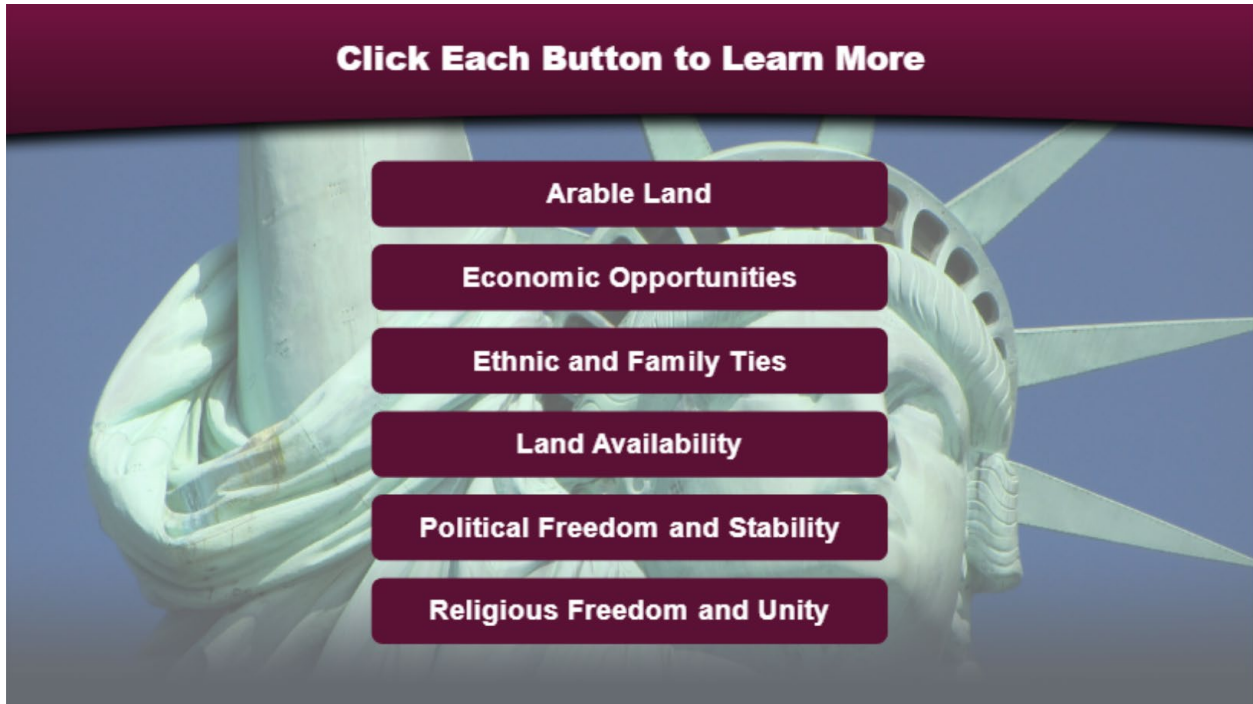 Click Each Button to Learn More
Arable Land
Economic Opportunities
Ethnic and Family Ties
Land Availability
Political Freedom and Stability
Religious Freedom and Unity